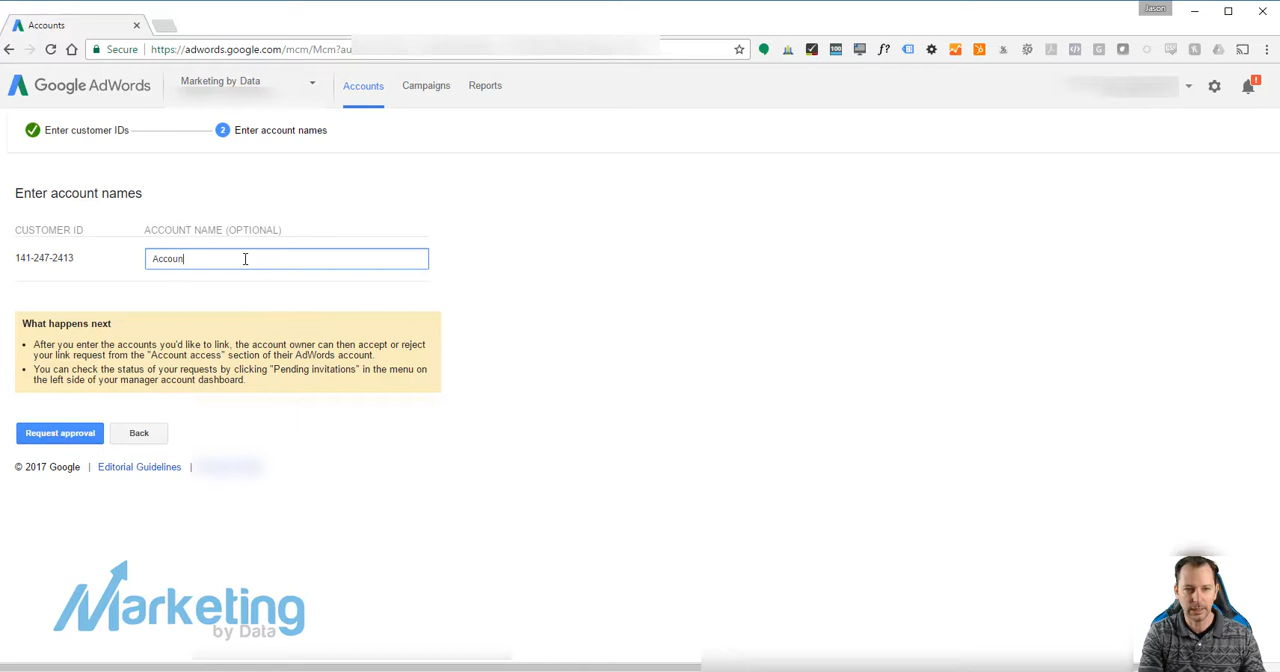 Jason
Accounts
Secure
https://adwords.google.com/mcm/Mcm?au
100
f?
Google AdWords
Marketing by Data
Accounts
Campaigns
Reports
!
Enter customer IDs
2
Enter account names
Enter account names
CUSTOMER ID
ACCOUNT NAME (OPTIONAL)
141-247-2413
Accoun
What happens next
After you enter the accounts you'd like to link, the account owner can then accept or reject
your link request from the "Account access" section of their AdWords account.
You can check the status of your requests by clicking "Pending invitations" in the menu on
the left side of your manager account dashboard.
Request approval
Back
© 2017 Google | Editorial Guidelines |
Marketing
by Data